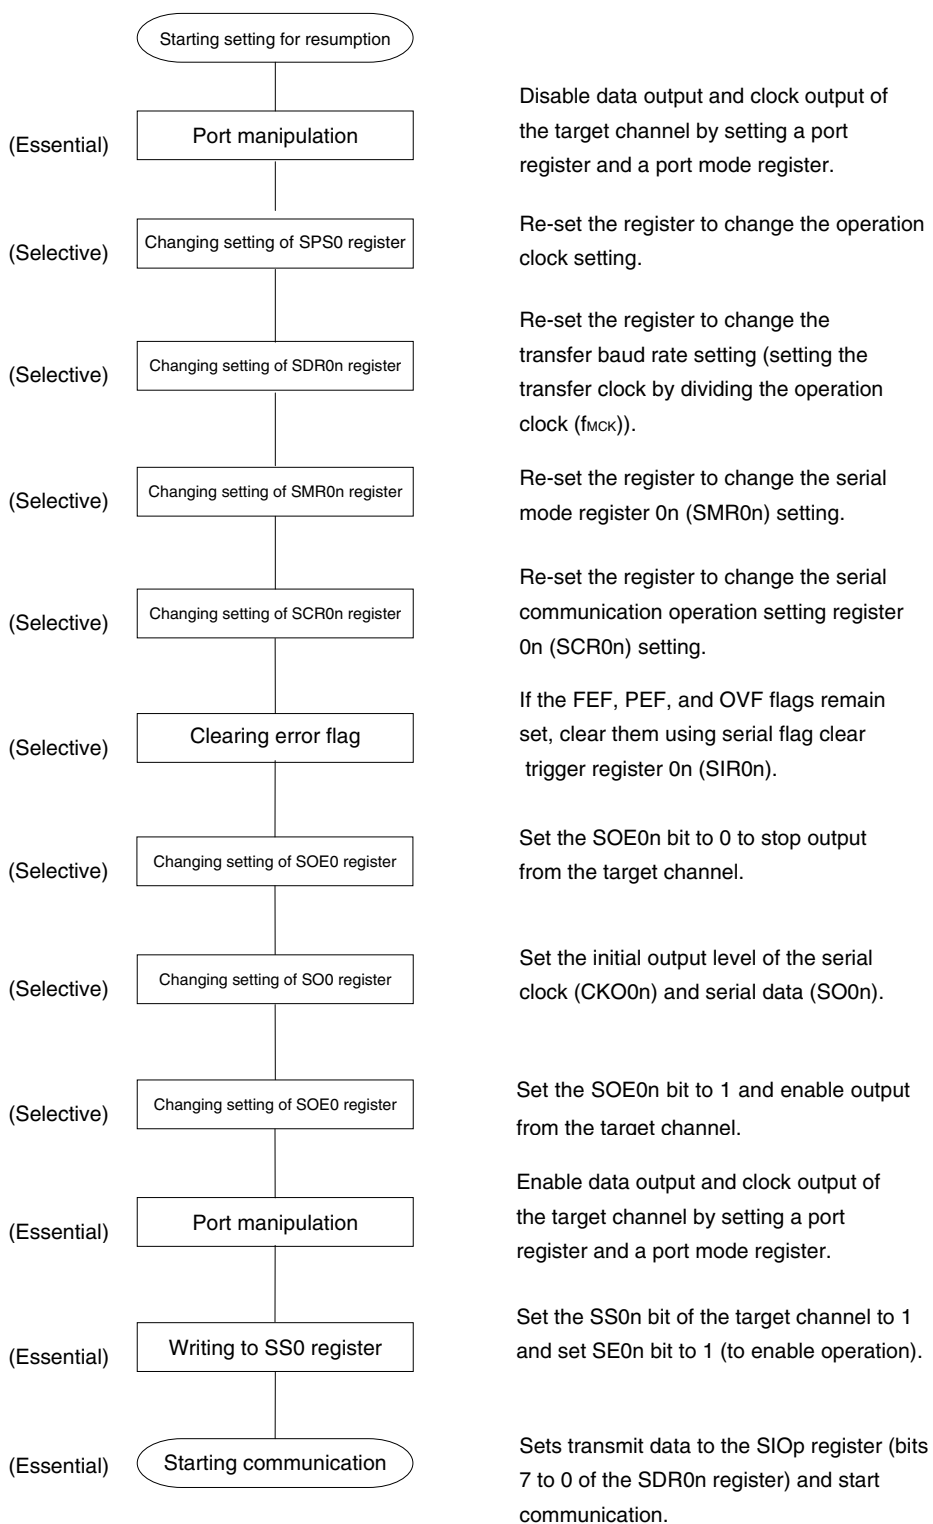 Starting setting for resumption
(Essential)
Port manipulation
Disable data output and clock output of
the target channel by setting a port
register and a port mode register.
(Selective)
Changing setting of SPS0 register
Re-set the register to change the operation
clock setting.
(Selective)
Changing setting of SDR0n register
Re-set the register to change the
transfer baud rate setting (setting the
transfer clock by dividing the operation
clock (fMCK)).
(Selective)
Changing setting of SMR0n register
Re-set the register to change the serial
mode register 0n (SMR0n) setting.
(Selective)
Changing setting of SCR0n register
Re-set the register to change the serial
communication operation setting register
0n (SCR0n) setting.
(Selective)
Clearing error flag
If the FEF, PEF, and OVF flags remain
set, clear them using serial flag clear
trigger register 0n (SIR0n).
(Selective)
Changing setting of SOE0 register
Set the SOE0n bit to 0 to stop output
from the target channel.
(Selective)
Changing setting of SO0 register
Set the initial output level of the serial
clock (CKO0n) and serial data (SO0n).
(Selective)
Changing setting of SOE0 register
Set the SOE0n bit to 1 and enable output
from the target channel.
(Essential)
Port manipulation
Enable data output and clock output of
the target channel by setting a port
register and a port mode register.
(Essential)
Writing to SS0 register
Set the SS0n bit of the target channel to 1
and set SE0n bit to 1 (to enable operation).
(Essential)
Starting communication
Sets transmit data to the SIOp register (bits
7 to 0 of the SDR0n register) and start
communication.